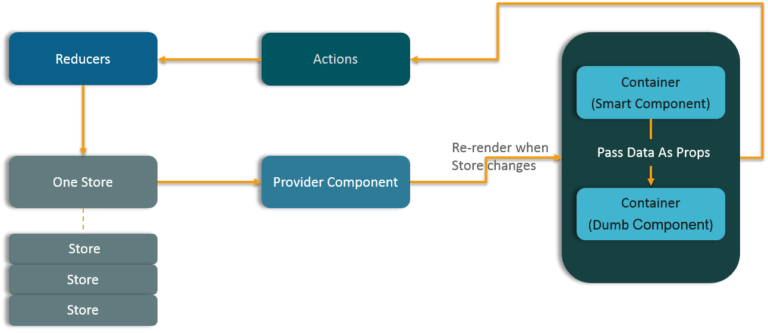 Reducers
Actions
Container
(Smart Component)
Re-render when
Store changes
Pass Data As Props
One Store
Provider Component
Container
(Dumb Component)
Store
Store
Store